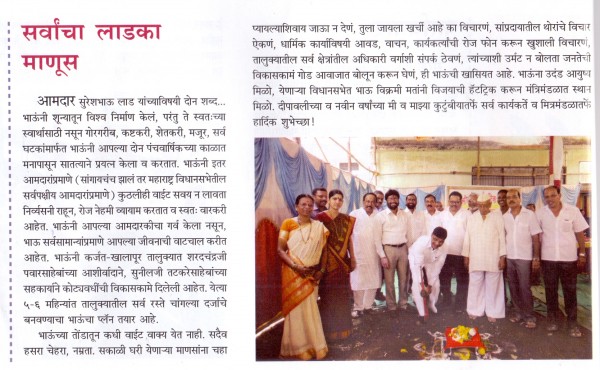 सर्वांचा लाडका
माणूस
आमदार सुरेशभाऊ लाड यांच्याविषयी दोन शब्द...
भाऊंनी शून्यातून विश्व निर्माण केलं, परंतु ते स्वतःच्या
स्वार्थासाठी नसून गोरगरीब, कष्टकरी, शेतकरी, मजूर, सर्व
घटकांमार्फत भाऊंनी आपल्या दोन पंचवार्षिकच्या काळात
मनापासून सातत्याने प्रयत्न केला व करतात. भाऊंनी इतर
आमदारांप्रमाणे (सांगायचंच झालं तर महाराष्ट्र विधानसभेतील
सर्वपक्षीय आमदारांप्रमाणे) कुठलीही वाईट सवय न लावता
निर्व्यसनी राहून, रोज नेहमी व्यायाम करतात व स्वतः वारकरी
आहेत. भाऊंना आपल्या आमदारकीचा गर्व केला नसून,
भाऊ सर्वसामान्यांप्रमाणे आपल्या जीवनाची वाटचाल करीत
आहेत. भाऊंनी कर्जत-खालापूर तालुक्यात शरदचंद्रजी
पवारसाहेबांच्या आशीर्वादाने, सुनीलजी तटकरेसाहेबांच्या
सहकार्याने कोट्यवधींची विकासकामे दिलेली आहेत. येत्या
५-६ महिन्यांत तालुक्यातील सर्व रस्ते चांगल्या दर्जाचे
बनवण्याचा भाऊंचा प्लॅन तयार आहे.
भाऊंच्या तोंडातून कधी वाईट वाक्य येत नाही. सदैव
हसरा चेहरा, नम्रता. सकाळी घरी येणाऱ्या माणसांना चहा
प्यायल्याशिवाय जाऊ न देणं, तुला जायला खर्ची आहे का विचारणं, सांप्रदायातील थोरांचे विचार
ऐकणं, धार्मिक कार्याविषयी आवड, वाचन, कार्यकर्त्यांची रोज फोन करून खुशाली विचारणं,
तालुक्यातील सर्व क्षेत्रांतील अधिकारी वर्गाशी संपर्क ठेवणं, त्यांच्याशी उर्मट न बोलता जनतेची
विकासकामं गोड आवाजात बोलून करून घेणं, ही भाऊंची खासियत आहे. भाऊंना उदंड आयुष्य
मिळो, येणाऱ्या विधानसभेत भाऊ विक्रमी मतांनी विजयाची हॅटट्रिक करून मंत्रिमंडळात स्थान
मिळो. दीपावलीच्या व नवीन वर्षाच्या मी व माझ्या कुटुंबीयातर्फे सर्व कार्यकर्ते व मित्रमंडळातर्फे
हार्दिक शुभेच्छा!